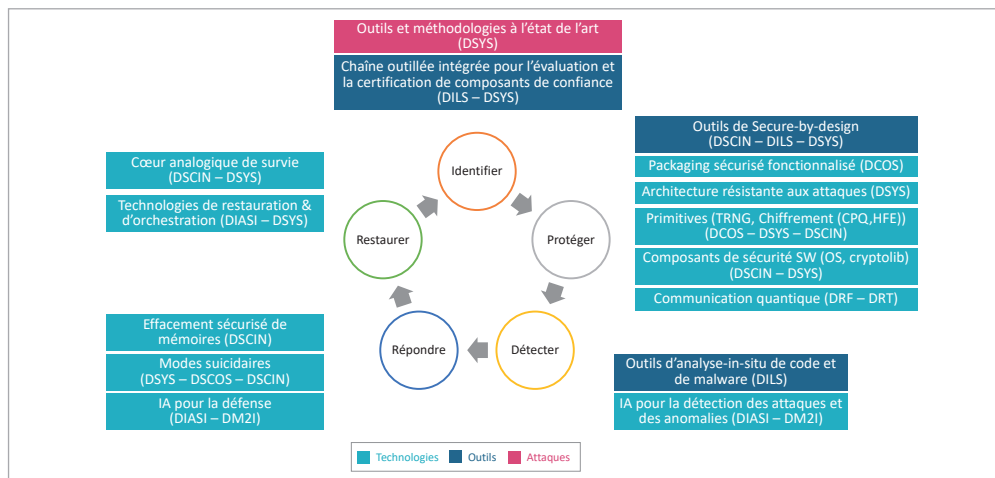 Outils et méthodologies à l'état de l'art
(DSYS)
Chaîne outillée intégrée pour l'évaluation et
la certification de composants de confiance
(DILS – DSYS)
Identifier
Outils de Secure-by-design
(DSCIN – DILS – DSYS)
Packaging sécurisé fonctionnalisé (DCOS)
Architecture résistante aux attaques (DSYS)
Primitives (TRNG, Chiffrement (CPQ,HFE))
(DCOS – DSYS – DSCIN)
Composants de sécurité SW (OS, cryptolib)
(DSCIN – DSYS)
Communication quantique (DRF – DRT)
Protéger
Cœur analogique de survie
(DSCIN – DSYS)
Technologies de restauration &
d'orchestration (DIASI – DSYS)
Restaurer
Effacement sécurisé de
mémoires (DSCIN)
Modes suicidaires
(DSYS – DSCOS – DSCIN)
IA pour la défense
(DIASI – DM2I)
Répondre
Détecter
Outils d'analyse-in-situ de code et
de malware (DILS)
IA pour la détection des attaques et
des anomalies (DIASI – DM2I)
Technologies
Outils
Attaques